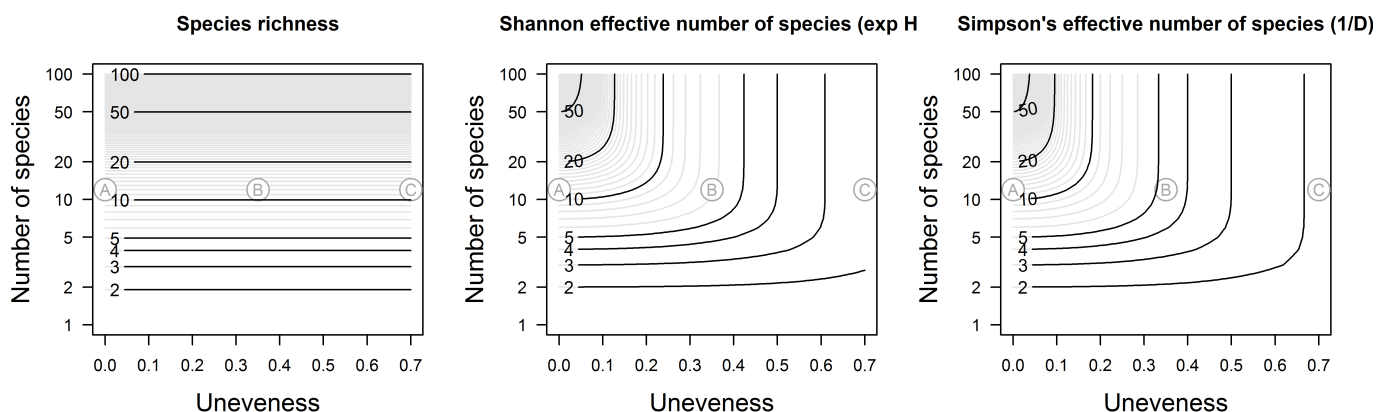 Species richness
100
50
20
10
5
4
3
2
A
B
C
100
50
20
10
5
2
1
0.0 0.1 0.2 0.3 0.4 0.5 0.6 0.7
Number of species
Uneveness
Shannon effective number of species (exp H
50
20
10
5
4
3
2
A
B
C
100
50
20
10
5
2
1
0.0 0.1 0.2 0.3 0.4 0.5 0.6 0.7
Number of species
Uneveness
Simpson's effective number of species (1/D)
50
20
10
5
4
3
2
A
B
C
100
50
20
10
5
2
1
0.0 0.1 0.2 0.3 0.4 0.5 0.6 0.7
Number of species
Uneveness